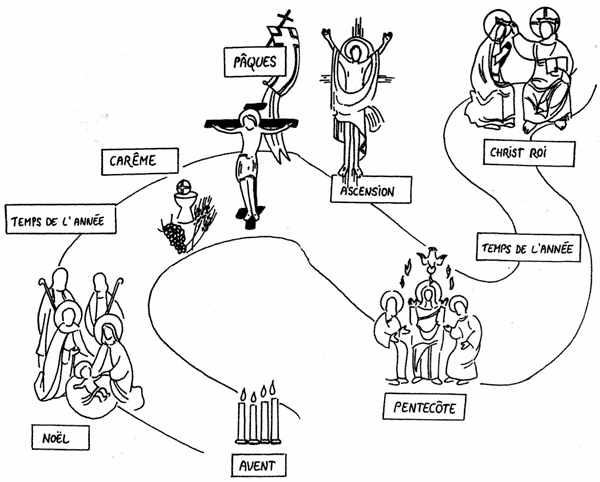 PÂQUES
CHRIST ROI
CARÊME
ASCENSION
TEMPS DE L'ANNÉE
TEMPS DE L'ANNÉE
PENTECÔTE
NOËL
AVENT